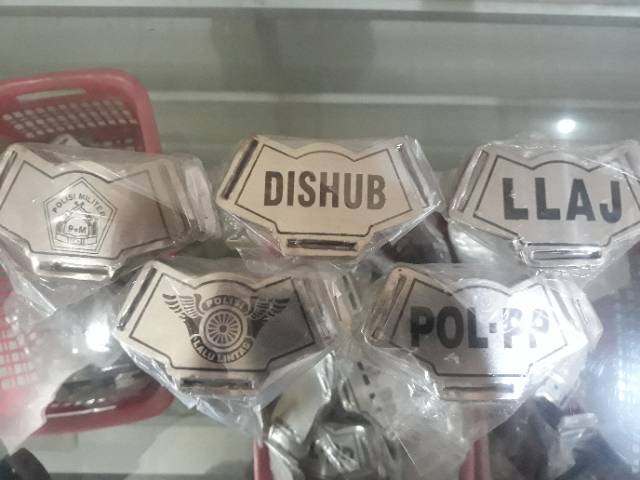 POLISI MILITER
P M
DISHUB
LLAJ
POLISI
LALU LINTAS
POL-PP